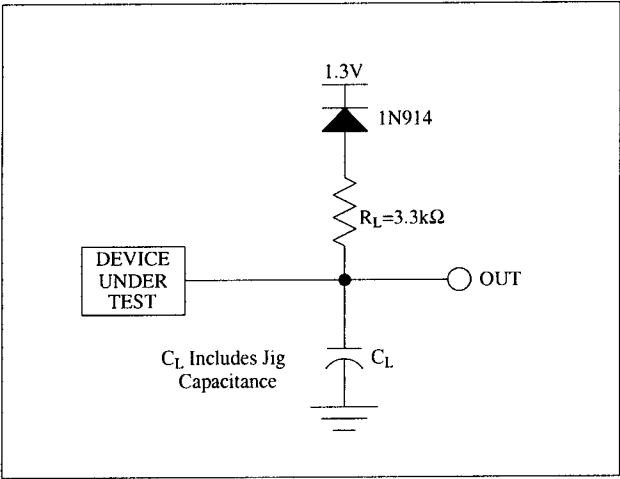 1.3V
1N914
R_L=3.3kΩ
DEVICE
UNDER
TEST
OUT
C_L Includes Jig
Capacitance
C_L